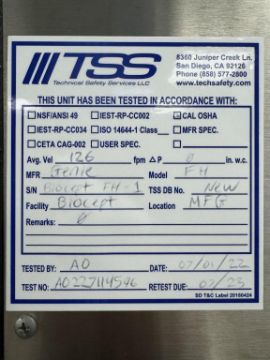 TSS
Technical Safety Services LLC
8360 Juniper Creek Ln.
San Diego, CA 92126
Phone (858) 577-2800
www.techsafety.com
THIS UNIT HAS BEEN TESTED IN ACCORDANCE WITH:
NSF/ANSI 49 IEST-RP-CC002 CAL OSHA
IEST-RP-CC034 ISO 14644-1 Class MFR SPEC.
CETA CAG-002 USER SPEC.
Avg. Vel 126 fpm Δ P 0 in. w.c.
MFR Genie Model FH
S/N Biocept FH-1 TSS DB No. NEW
Facility Biocept Location MFG
Remarks: 0
TESTED BY: AO DATE: 07/01/22
TEST NO: RETEST DUE: 07/23
SD T&C Label 20150424